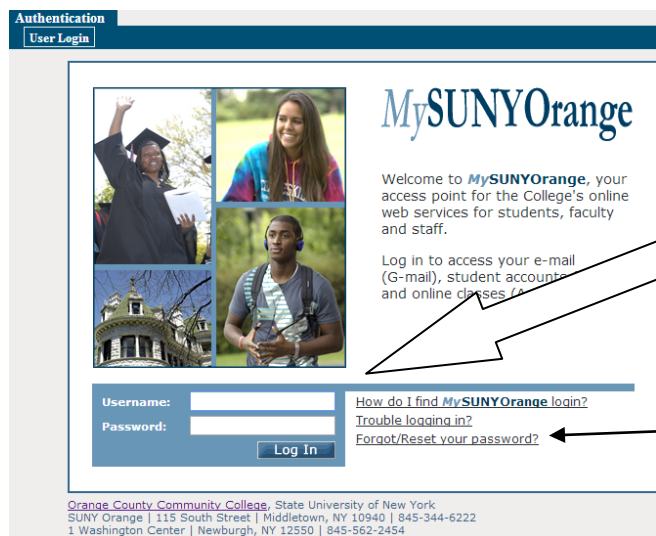 Authentication
User Login
MySUNYOrange
Welcome to MySUNYOrange, your
access point for the College's online
web services for students, faculty
and staff.
Log in to access your e-mail
(G-mail), student accounts
and online classes
Username:
Password:
Log In
How do I find MySUNYOrange login?
Trouble logging in?
Forgot/Reset your password?
Orange County Community College, State University of New York
SUNY Orange | 115 South Street | Middletown, NY 10940 | 845-344-6222
1 Washington Center | Newburgh, NY 12550 | 845-562-2454